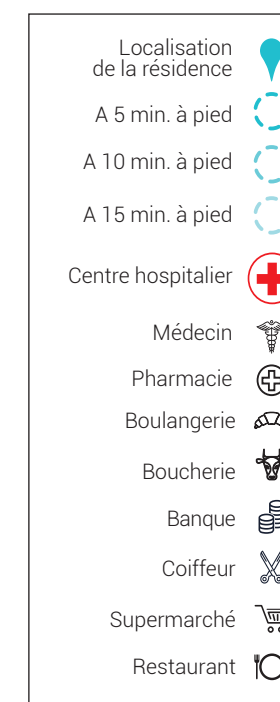 Localisation
de la résidence
A 5 min. à pied
A 10 min. à pied
A 15 min. à pied
Centre hospitalier
Médecin
Pharmacie
Boulangerie
Boucherie
Banque
Coiffeur
Supermarché
Restaurant